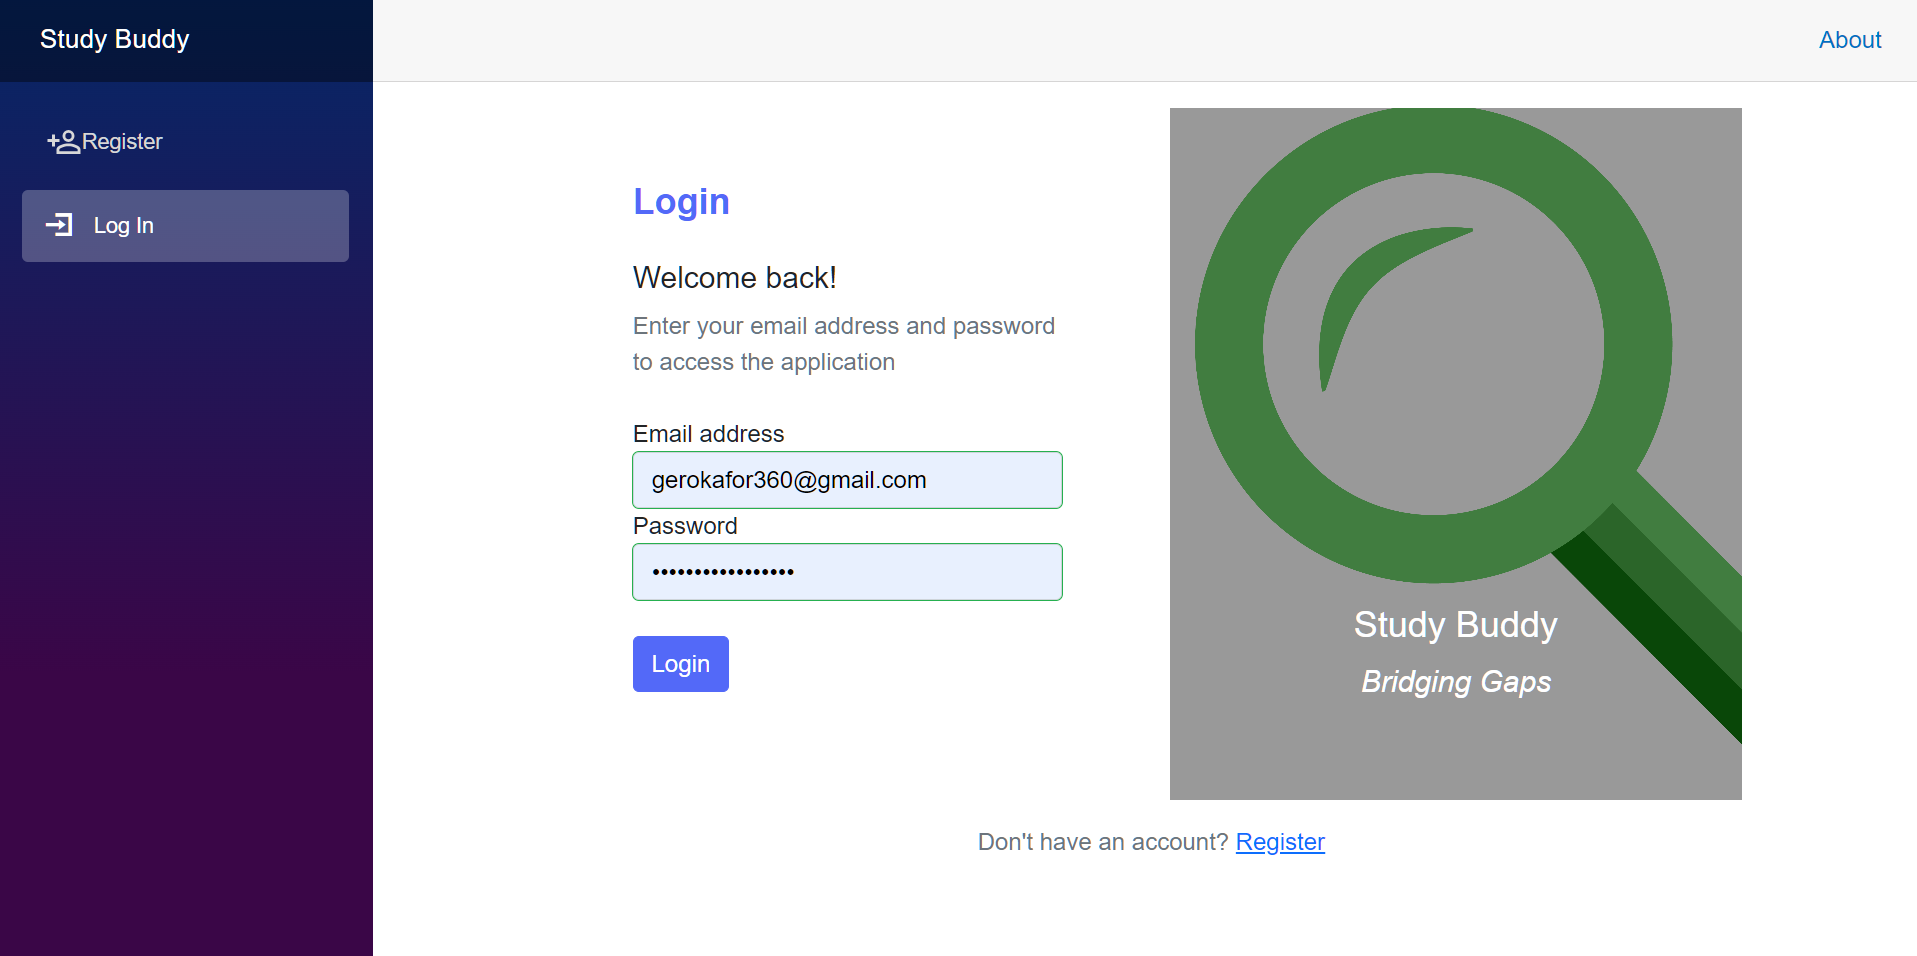 Study Buddy
About
Register
Log In
Login
Welcome back!
Enter your email address and password
to access the application
Email address
gerokafor360@gmail.com
Password
•••••••••••••••••
Login
Study Buddy
Bridging Gaps
Don't have an account? Register